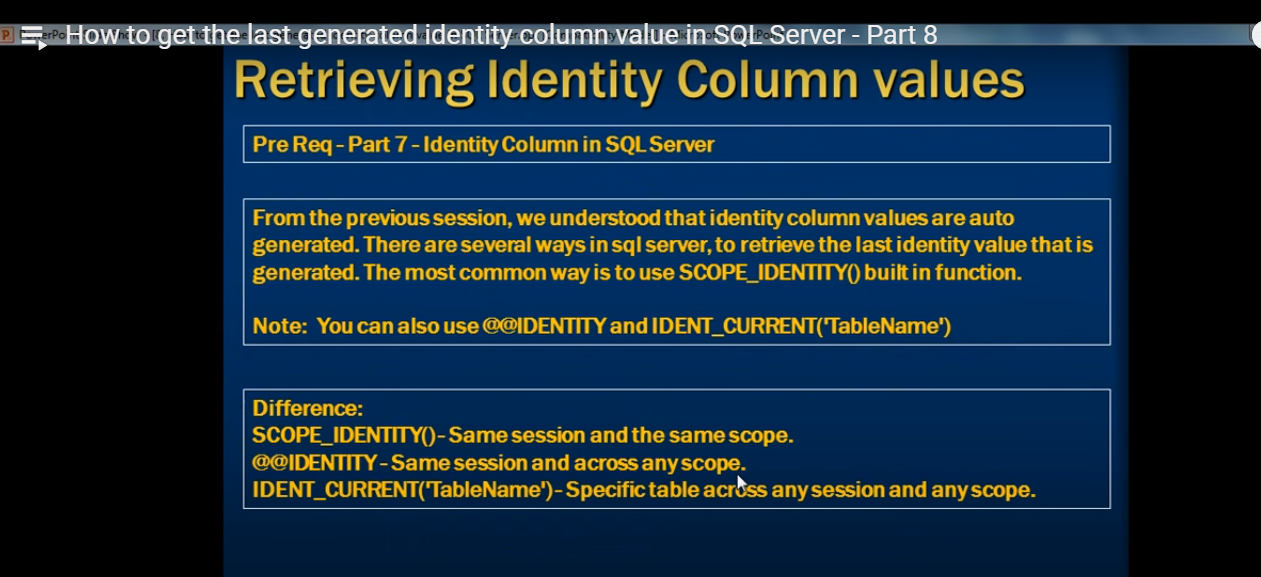 How to get the last generated identity column value in SQL Server - Part 8
Retrieving Identity Column values
Pre Req - Part 7 - Identity Column in SQL Server
From the previous session, we understood that identity column values are auto
generated. There are several ways in sql server, to retrieve the last identity value that is
generated. The most common way is to use SCOPE_IDENTITY() built in function.
Note:  You can also use @@IDENTITY and IDENT_CURRENT('TableName')
Difference:
SCOPE_IDENTITY()- Same session and the same scope.
@@IDENTITY - Same session and across any scope.
IDENT_CURRENT('TableName')- Specific table across any session and any scope.